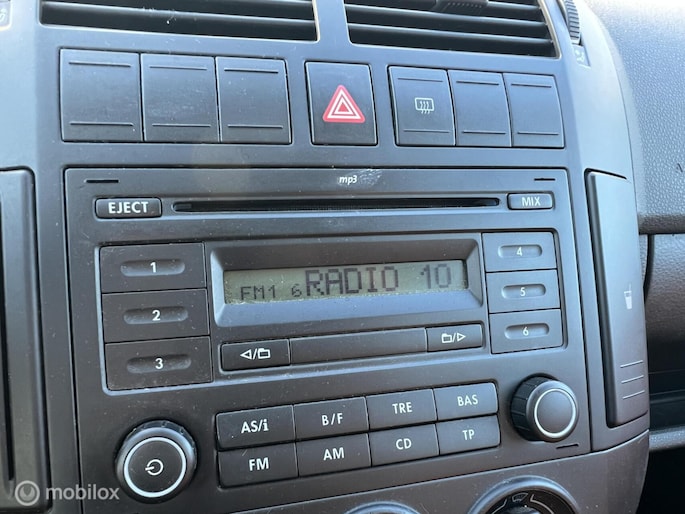 mp3
EJECT
MIX
1
2
3
FM1 6 RADIO 10
4
5
6
AS/i
B/F
TRE
BAS
FM
AM
CD
TP
© mobilox